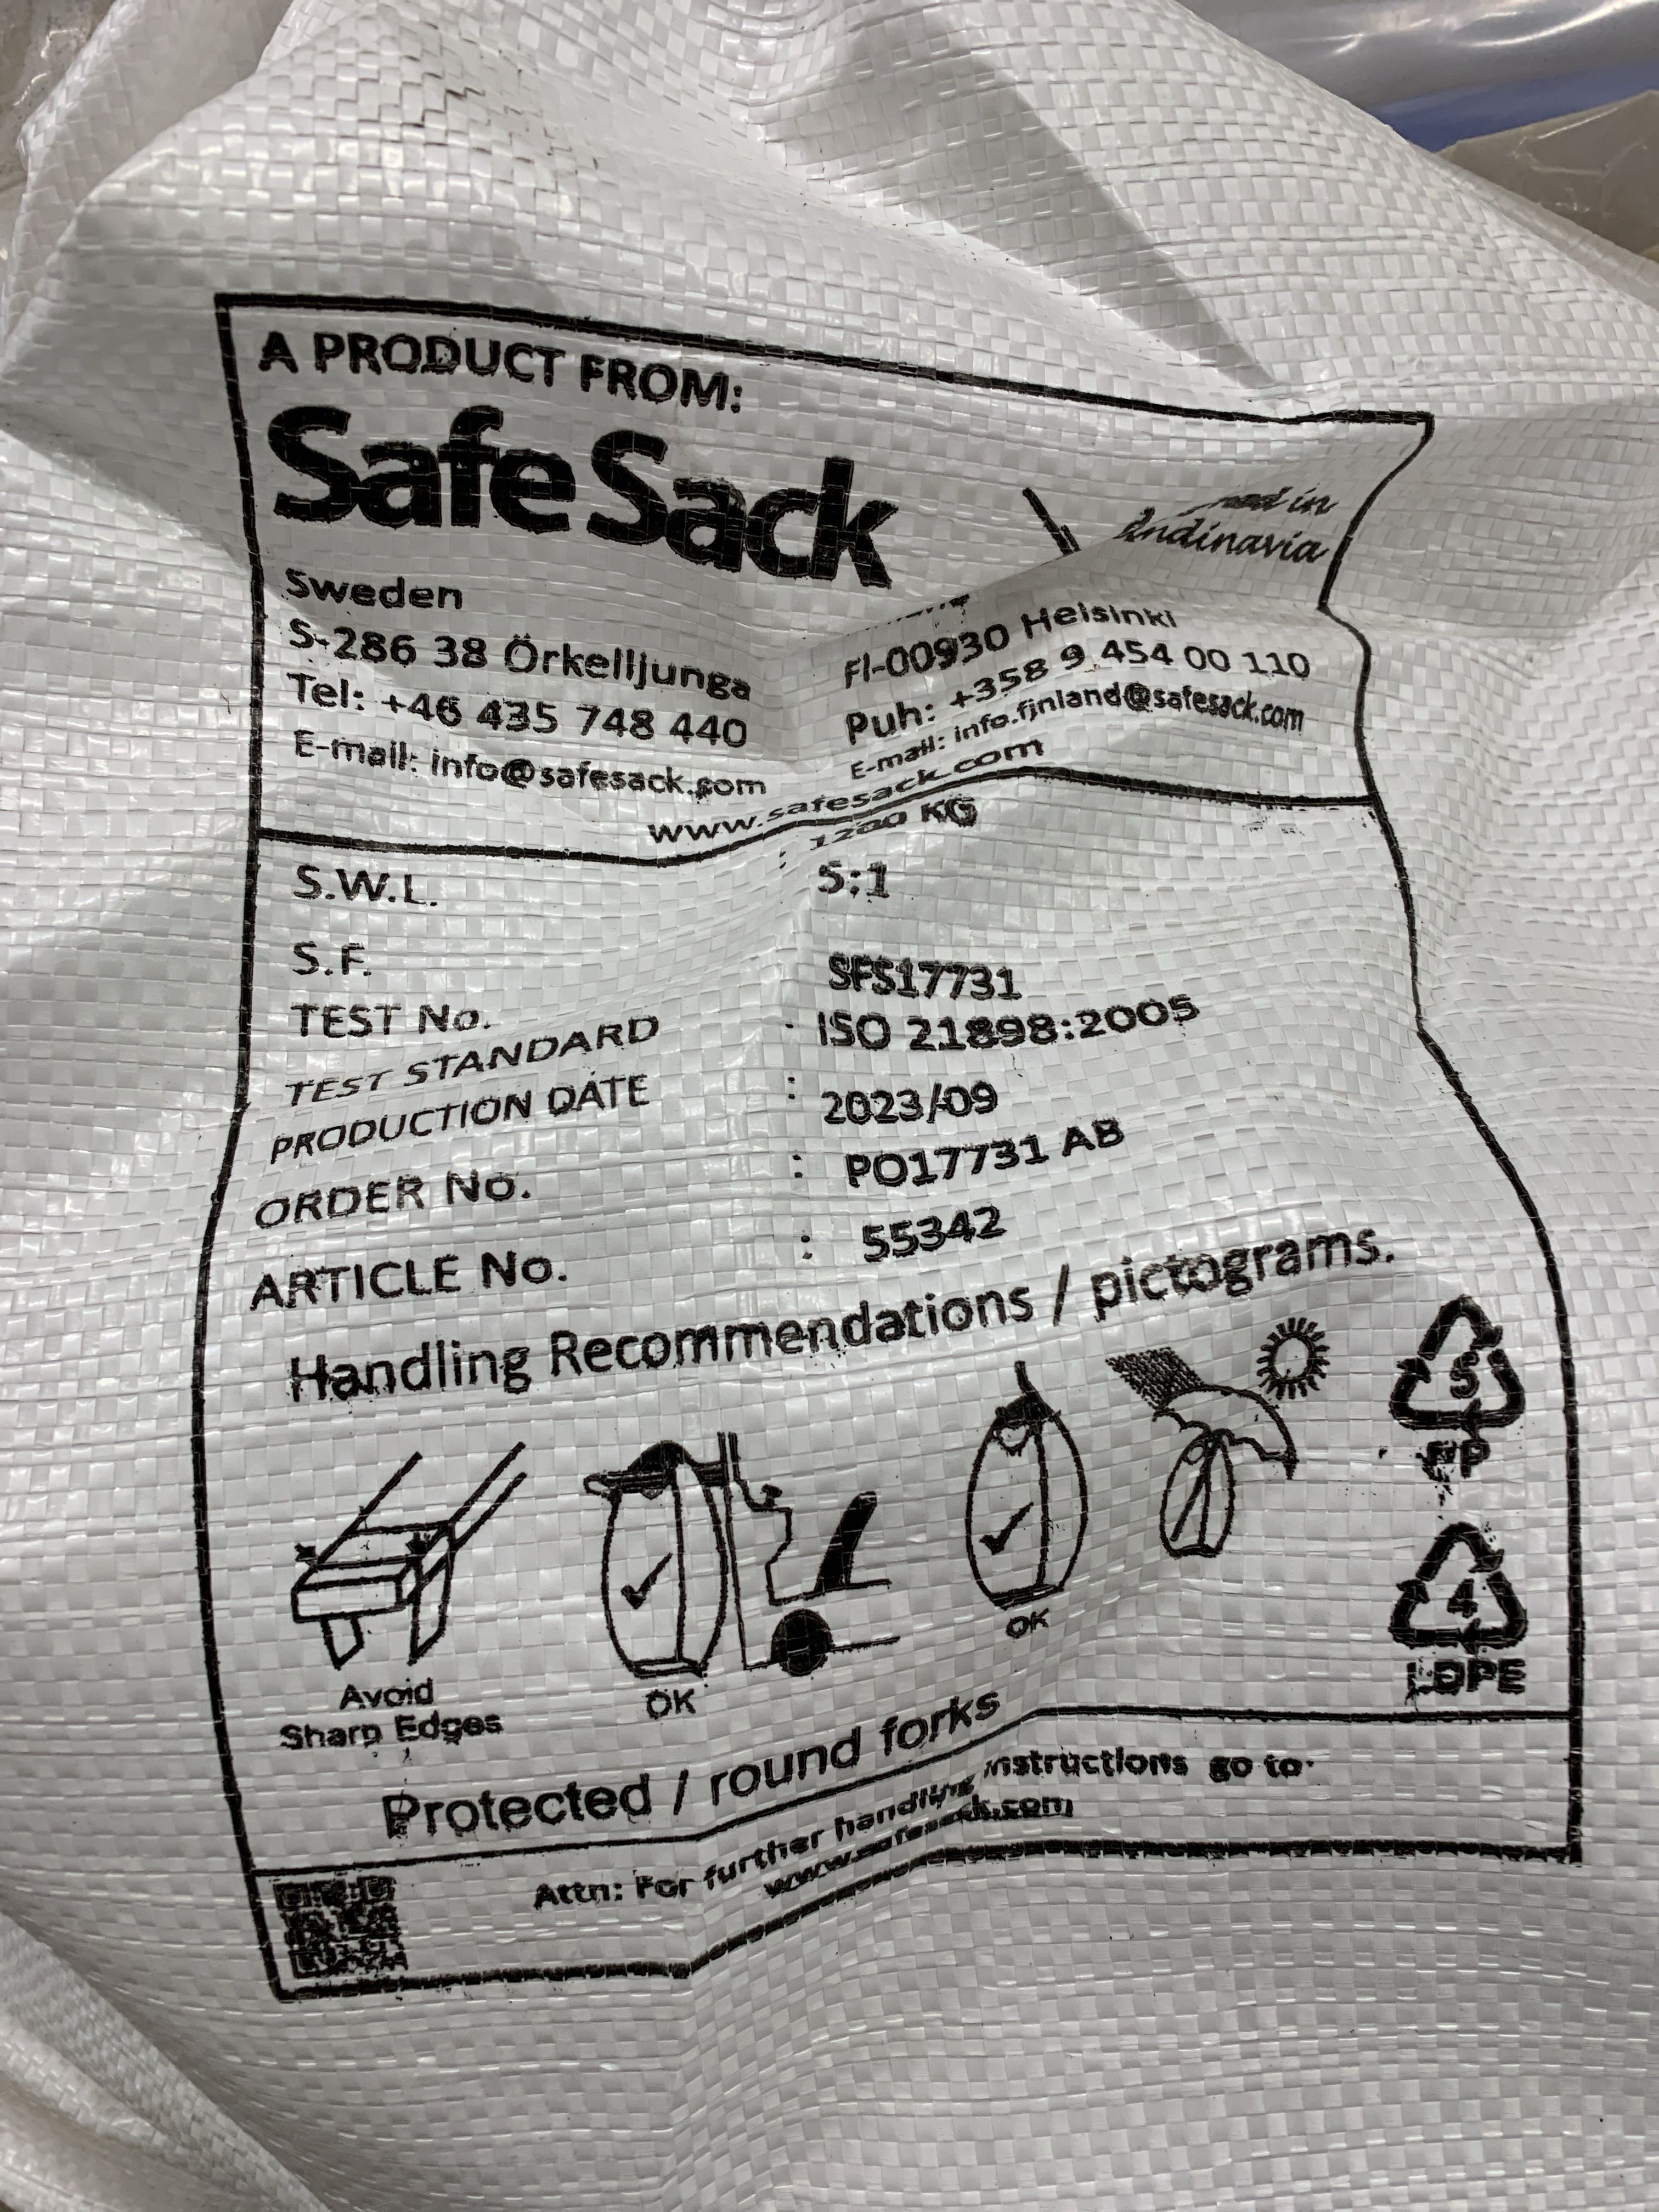 A PRODUCT FROM:
Safe Sack
in
Sweden
S-286 38 Örkelljunga
Tel: +46 435 748 440
E-mail: info@safesack.com
FI-00930 Helsinki
Puh: +358 9 454 00 110
E-mail: info.finland@safesack.com
www.safesack.com
S.W.L. : 1200 KG
S.F. 5:1
TEST No. SFS17731
TEST STANDARD : ISO 21898:2005
PRODUCTION DATE : 2023/09
ORDER No. : PO17731 AB
ARTICLE No. : 55342
Handling Recommendations / pictograms.
5
PP
4
LDPE
Avoid
Sharp Edges
OK
OK
Protected / round forks
Attn: For further handling instructions go to:
www.safesack.com